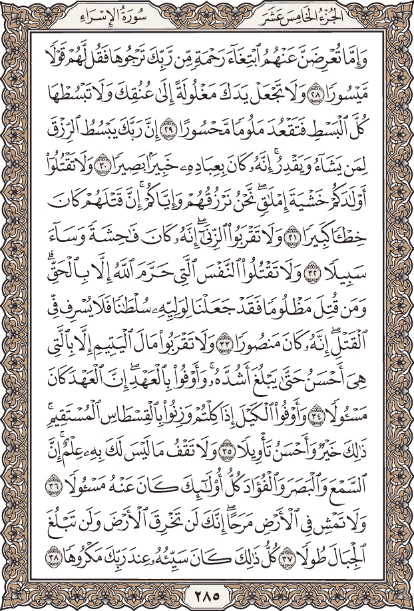 الجزء الخامس عشر
سورة الإسراء
وَإِمَّا تُعْرِضَنَّ عَنْهُمُ ٱبْتِغَآءَ رَحْمَةٍ مِّن رَّبِّكَ تَرْجُوهَا فَقُل لَّهُمْ قَوْلًا
مَّيْسُورًا ٢٨ وَلَا تَجْعَلْ يَدَكَ مَغْلُولَةً إِلَىٰ عُنُقِكَ وَلَا تَبْسُطْهَا
كُلَّ ٱلْبَسْطِ فَتَقْعُدَ مَلُومًا مَّحْسُورًا ٢٩ إِنَّ رَبَّكَ يَبْسُطُ ٱلرِّزْقَ
لِمَن يَشَآءُ وَيَقْدِرُ ۚ إِنَّهُۥ كَانَ بِعِبَادِهِۦ خَبِيرًۢا بَصِيرًا ٣٠ وَلَا تَقْتُلُوٓا۟
أَوْلَٰدَكُمْ خَشْيَةَ إِمْلَٰقٍ ۖ نَّحْنُ نَرْزُقُهُمْ وَإِيَّاكُمْ ۚ إِنَّ قَتْلَهُمْ كَانَ
خِطْـًٔا كَبِيرًا ٣١ وَلَا تَقْرَبُوا۟ ٱلزِّنَىٰٓ ۖ إِنَّهُۥ كَانَ فَٰحِشَةً وَسَآءَ
سَبِيلًا ٣٢ وَلَا تَقْتُلُوا۟ ٱلنَّفْسَ ٱلَّتِى حَرَّمَ ٱللَّهُ إِلَّا بِٱلْحَقِّ ۗ
وَمَن قُتِلَ مَظْلُومًا فَقَدْ جَعَلْنَا لِوَلِيِّهِۦ سُلْطَٰنًا فَلَا يُسْرِف فِّى
ٱلْقَتْلِ ۖ إِنَّهُۥ كَانَ مَنصُورًا ٣٣ وَلَا تَقْرَبُوا۟ مَالَ ٱلْيَتِيمِ إِلَّا بِٱلَّتِى
هِىَ أَحْسَنُ حَتَّىٰ يَبْلُغَ أَشُدَّهُۥ ۚ وَأَوْفُوا۟ بِٱلْعَهْدِ ۖ إِنَّ ٱلْعَهْدَ كَانَ
مَسْـُٔولًا ٣٤ وَأَوْفُوا۟ ٱلْكَيْلَ إِذَا كِلْتُمْ وَزِنُوا۟ بِٱلْقِسْطَاسِ ٱلْمُسْتَقِيمِ ۚ
ذَٰلِكَ خَيْرٌ وَأَحْسَنُ تَأْوِيلًا ٣٥ وَلَا تَقْفُ مَا لَيْسَ لَكَ بِهِۦ عِلْمٌ ۚ إِنَّ
ٱلسَّمْعَ وَٱلْبَصَرَ وَٱلْفُؤَادَ كُلُّ أُو۟لَٰٓئِكَ كَانَ عَنْهُ مَسْـُٔولًا ٣٦
وَلَا تَمْشِ فِى ٱلْأَرْضِ مَرَحًا ۖ إِنَّكَ لَن تَخْرِقَ ٱلْأَرْضَ وَلَن تَبْلُغَ
ٱلْجِبَالَ طُولًا ٣٧ كُلُّ ذَٰلِكَ كَانَ سَيِّئُهُۥ عِندَ رَبِّكَ مَكْرُوهًا ٣٨
٢٨٥